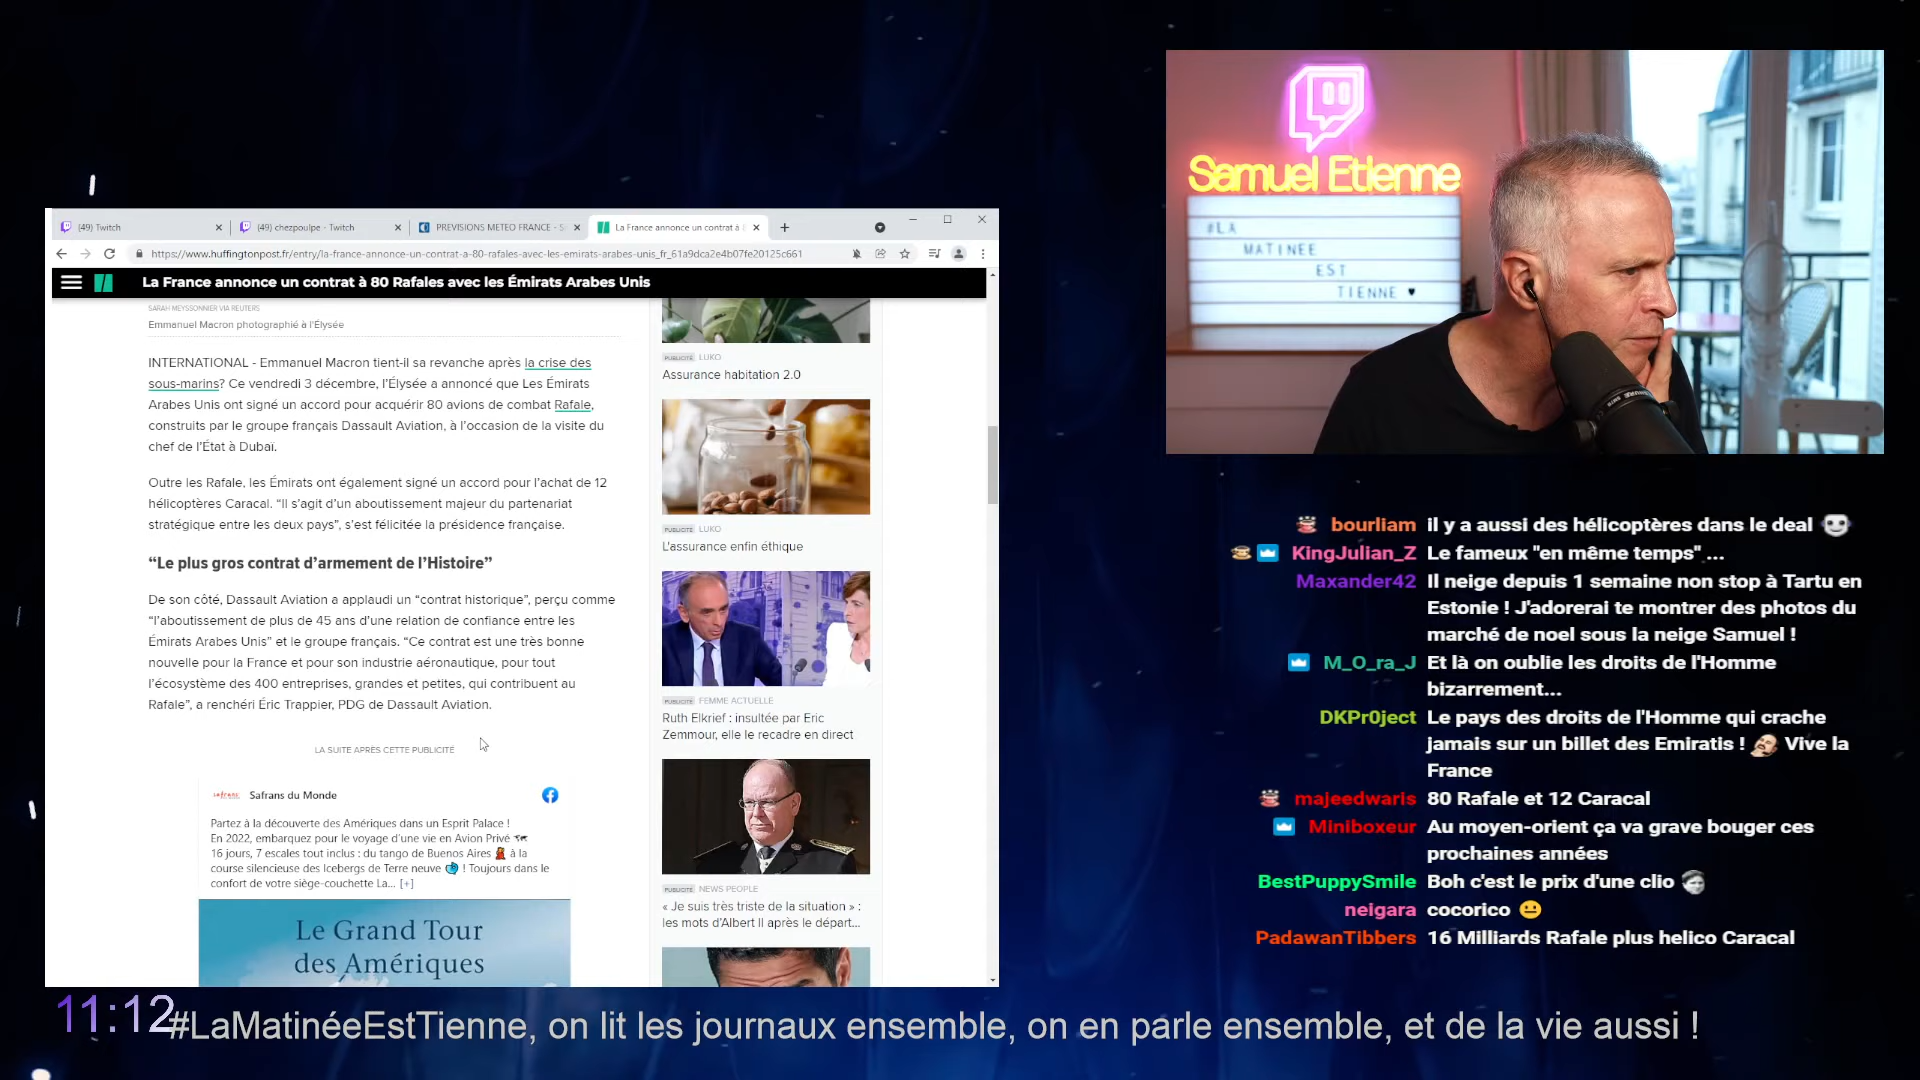 (49) Twitch
(49) chezpoulpe - Twitch
PREVISIONS METEO FRANCE - S
La France annonce un contrat à
https://www.huffingtonpost.fr/entry/la-france-annonce-un-contrat-a-80-rafales-avec-les-emirats-arabes-unis_fr_61a9dca2e4b07fe20125c661
La France annonce un contrat à 80 Rafales avec les Émirats Arabes Unis
SARAH MEYSSONNIER VIA REUTERS
Emmanuel Macron photographié à l'Élysée
INTERNATIONAL - Emmanuel Macron tient-il sa revanche après la crise des
sous-marins? Ce vendredi 3 décembre, l'Élysée a annoncé que Les Émirats
Arabes Unis ont signé un accord pour acquérir 80 avions de combat Rafale,
construits par le groupe français Dassault Aviation, à l'occasion de la visite du
chef de l'État à Dubaï.
Outre les Rafale, les Émirats ont également signé un accord pour l'achat de 12
hélicoptères Caracal. “Il s'agit d'un aboutissement majeur du partenariat
stratégique entre les deux pays”, s'est félicitée la présidence française.
“Le plus gros contrat d'armement de l'Histoire”
De son côté, Dassault Aviation a applaudi un “contrat historique”, perçu comme
“l'aboutissement de plus de 45 ans d'une relation de confiance entre les
Émirats Arabes Unis” et le groupe français. “Ce contrat est une très bonne
nouvelle pour la France et pour son industrie aéronautique, pour tout
l'écosystème des 400 entreprises, grandes et petites, qui contribuent au
Rafale”, a renchéri Éric Trappier, PDG de Dassault Aviation.
LA SUITE APRÈS CETTE PUBLICITÉ
safrans
Safrans du Monde
Partez à la découverte des Amériques dans un Esprit Palace !
En 2022, embarquez pour le voyage d'une vie en Avion Privé 🗺
16 jours, 7 escales tout inclus : du tango de Buenos Aires 💃 à la
course silencieuse des Icebergs de Terre neuve 🌏 ! Toujours dans le
confort de votre siège-couchette La... [+]
Le Grand Tour
des Amériques
PUBLICITÉ LUKO
Assurance habitation 2.0
PUBLICITÉ LUKO
L'assurance enfin éthique
PUBLICITÉ FEMME ACTUELLE
Ruth Elkrief : insultée par Eric
Zemmour, elle le recadre en direct
PUBLICITÉ NEWS PEOPLE
« Je suis très triste de la situation » :
les mots d'Albert II après le départ...
Samuel Etienne
#LA
MATINEE
EST
TIENNE ♥
bourliam il y a aussi des hélicoptères dans le deal
KingJulian_Z Le fameux "en même temps" ...
Maxander42 Il neige depuis 1 semaine non stop à Tartu en
Estonie ! J'adorerai te montrer des photos du
marché de noel sous la neige Samuel !
M_O_ra_J Et là on oublie les droits de l'Homme
bizarrement...
DKPr0ject Le pays des droits de l'Homme qui crache
jamais sur un billet des Emiratis ! Vive la
France
majeedwaris 80 Rafale et 12 Caracal
Miniboxeur Au moyen-orient ça va grave bouger ces
prochaines années
BestPuppySmile Boh c'est le prix d'une clio
neigara cocorico 😐
PadawanTibbers 16 Milliards Rafale plus helico Caracal
11:12
#LaMatinéeEstTienne, on lit les journaux ensemble, on en parle ensemble, et de la vie aussi !